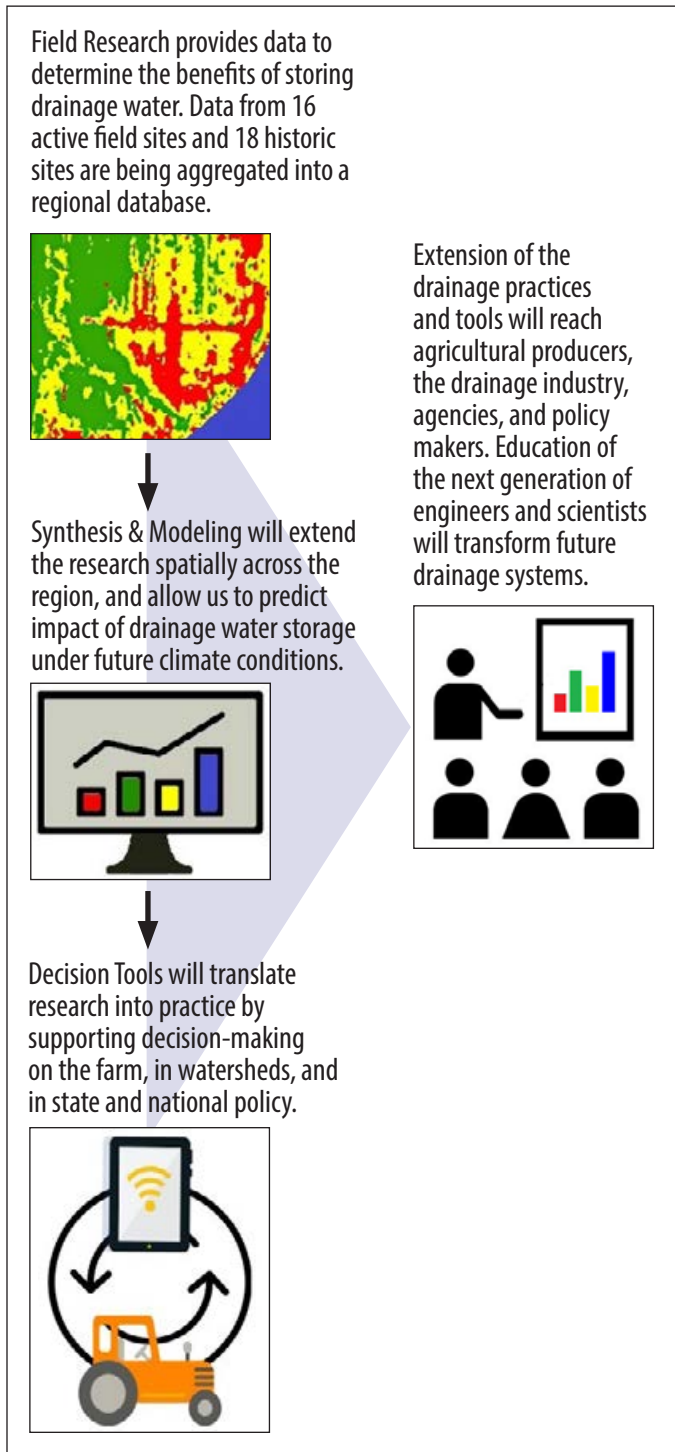 Field Research provides data to
determine the benefits of storing
drainage water. Data from 16
active field sites and 18 historic
sites are being aggregated into a
regional database.
Synthesis & Modeling will extend
the research spatially across the
region, and allow us to predict
impact of drainage water storage
under future climate conditions.
Decision Tools will translate
research into practice by
supporting decision-making
on the farm, in watersheds, and
in state and national policy.
Extension of the
drainage practices
and tools will reach
agricultural producers,
the drainage industry,
agencies, and policy
makers. Education of
the next generation of
engineers and scientists
will transform future
drainage systems.